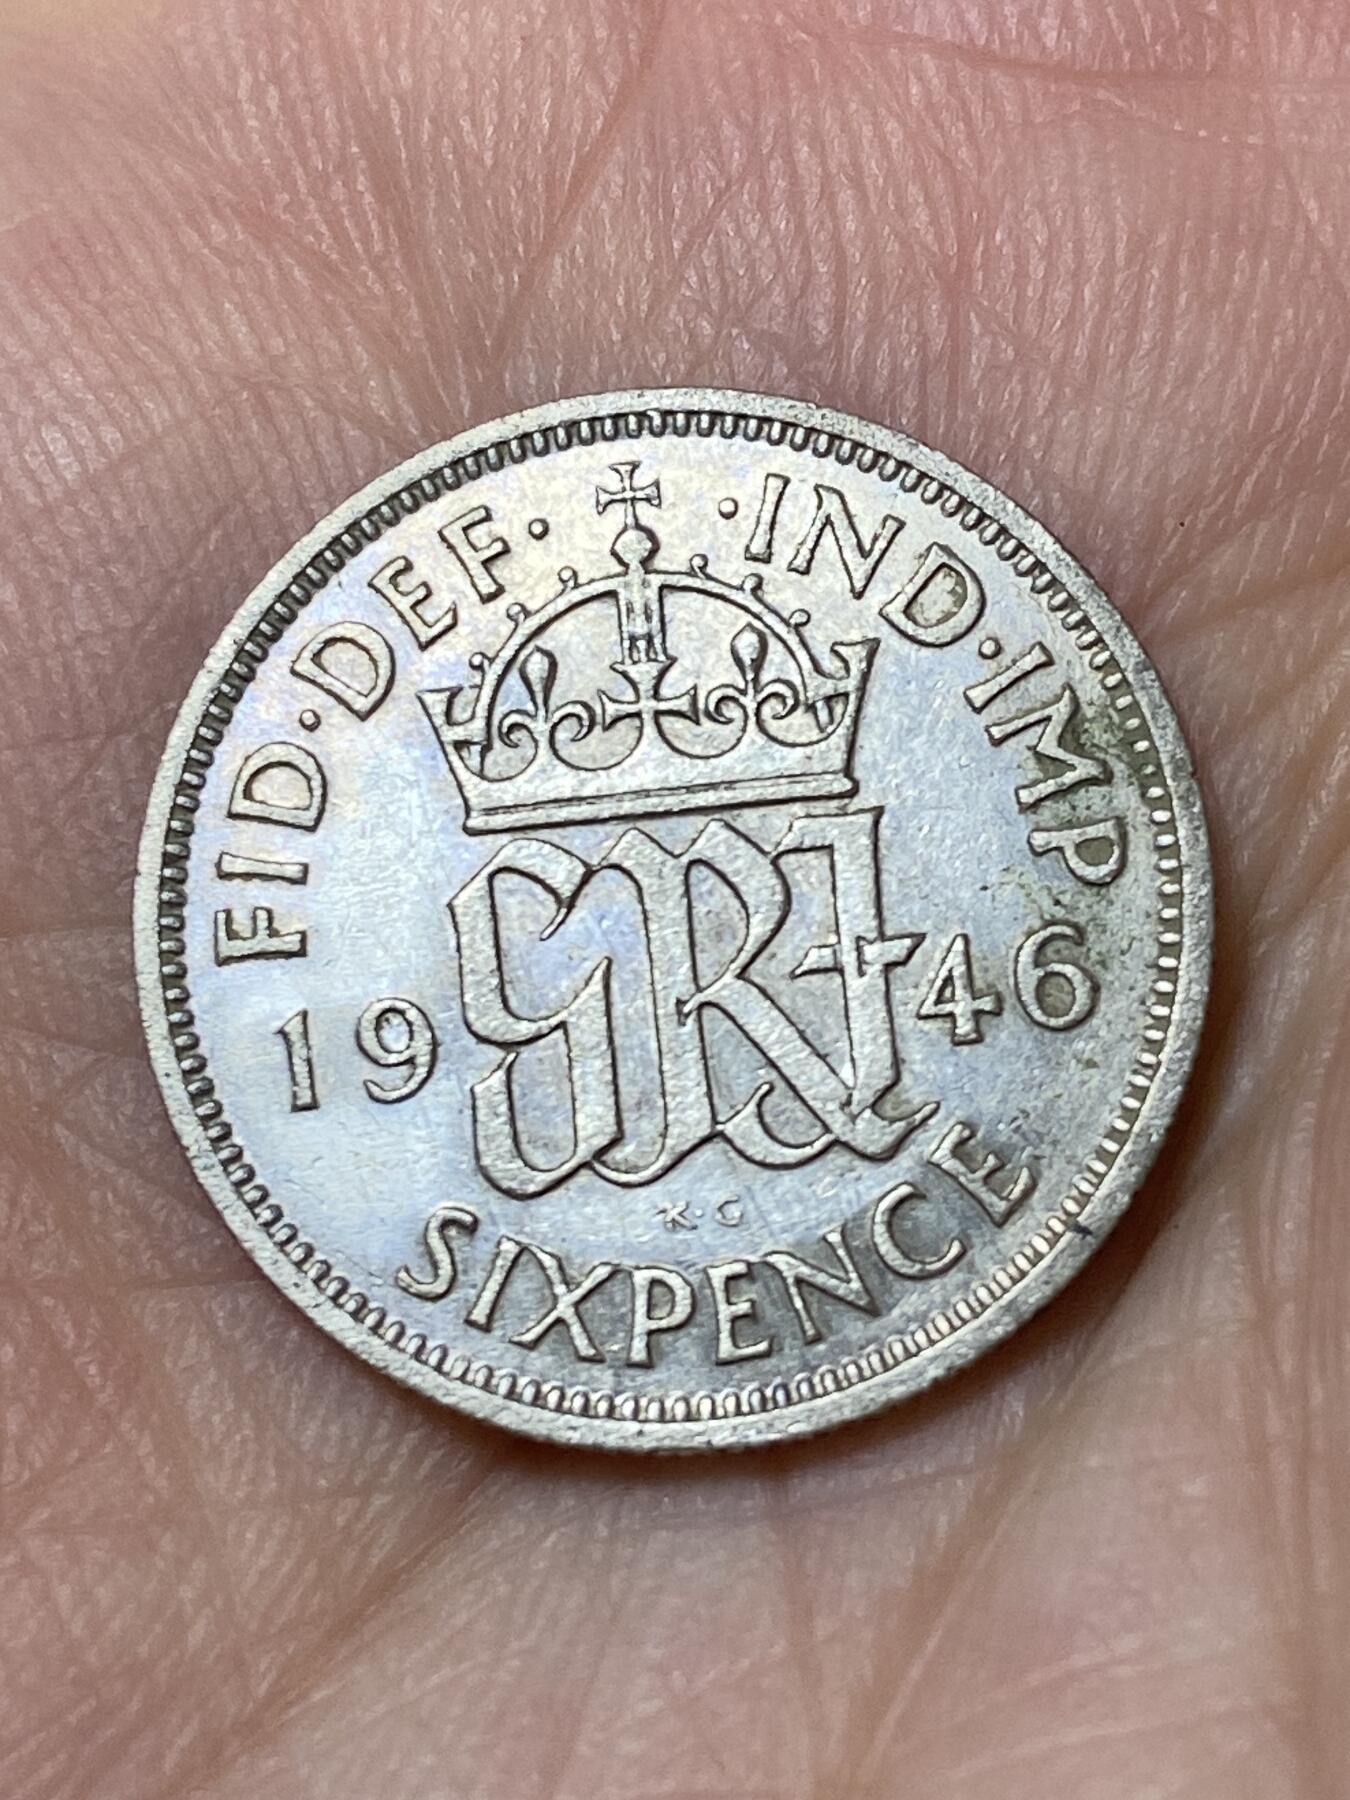 FID·DEF· ·IND·IMP
GRI
19 46
K·G
SIXPENCE